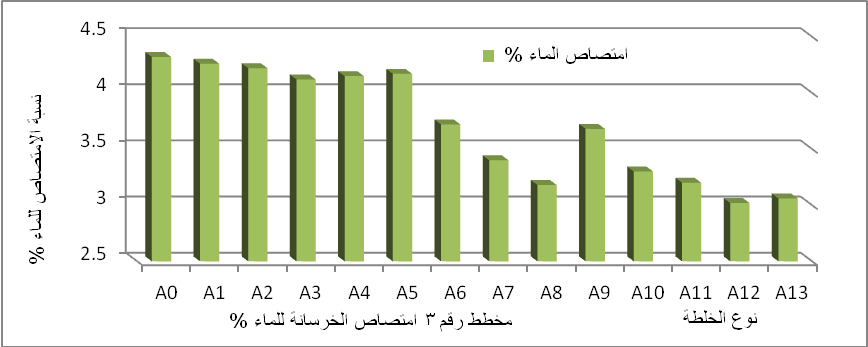 امتصاص الماء %
نسبة الامتصاص للماء %
4.5
4
3.5
3
2.5
A0 A1 A2 A3 A4 A5 A6 A7 A8 A9 A10 A11 A12 A13
نوع الخلطة
مخطط رقم ٣ امتصاص الخرسانة للماء %